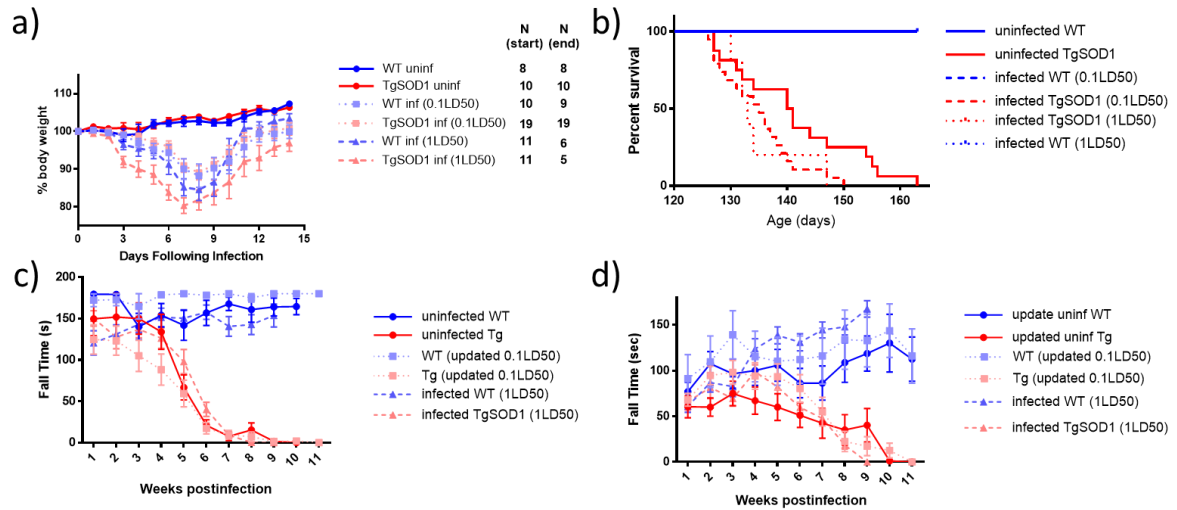 a)
N N
(start) (end)
WT uninf 8 8
TgSOD1 uninf 10 10
WT inf (0.1LD50) 10 9
TgSOD1 inf (0.1LD50) 19 19
WT inf (1LD50) 11 6
TgSOD1 inf (1LD50) 11 5
% body weight
110
100
90
80
0 3 6 9 12 15
Days Following Infection
b)
Percent survival
100
50
0
120 130 140 150 160
Age (days)
uninfected WT
uninfected TgSOD1
infected WT (0.1LD50)
infected TgSOD1 (0.1LD50)
infected TgSOD1 (1LD50)
infected WT (1LD50)
c)
Fall Time (s)
200
150
100
50
0
1 2 3 4 5 6 7 8 9 10 11
Weeks postinfection
uninfected WT
uninfected Tg
WT (updated 0.1LD50)
Tg (updated 0.1LD50)
infected WT (1LD50)
infected TgSOD1 (1LD50)
d)
Fall Time (sec)
150
100
50
0
1 2 3 4 5 6 7 8 9 10 11
Weeks postinfection
update uninf WT
updated uninf Tg
WT (updated 0.1LD50)
Tg (updated 0.1LD50)
infected WT (1LD50)
infected TgSOD1 (1LD50)